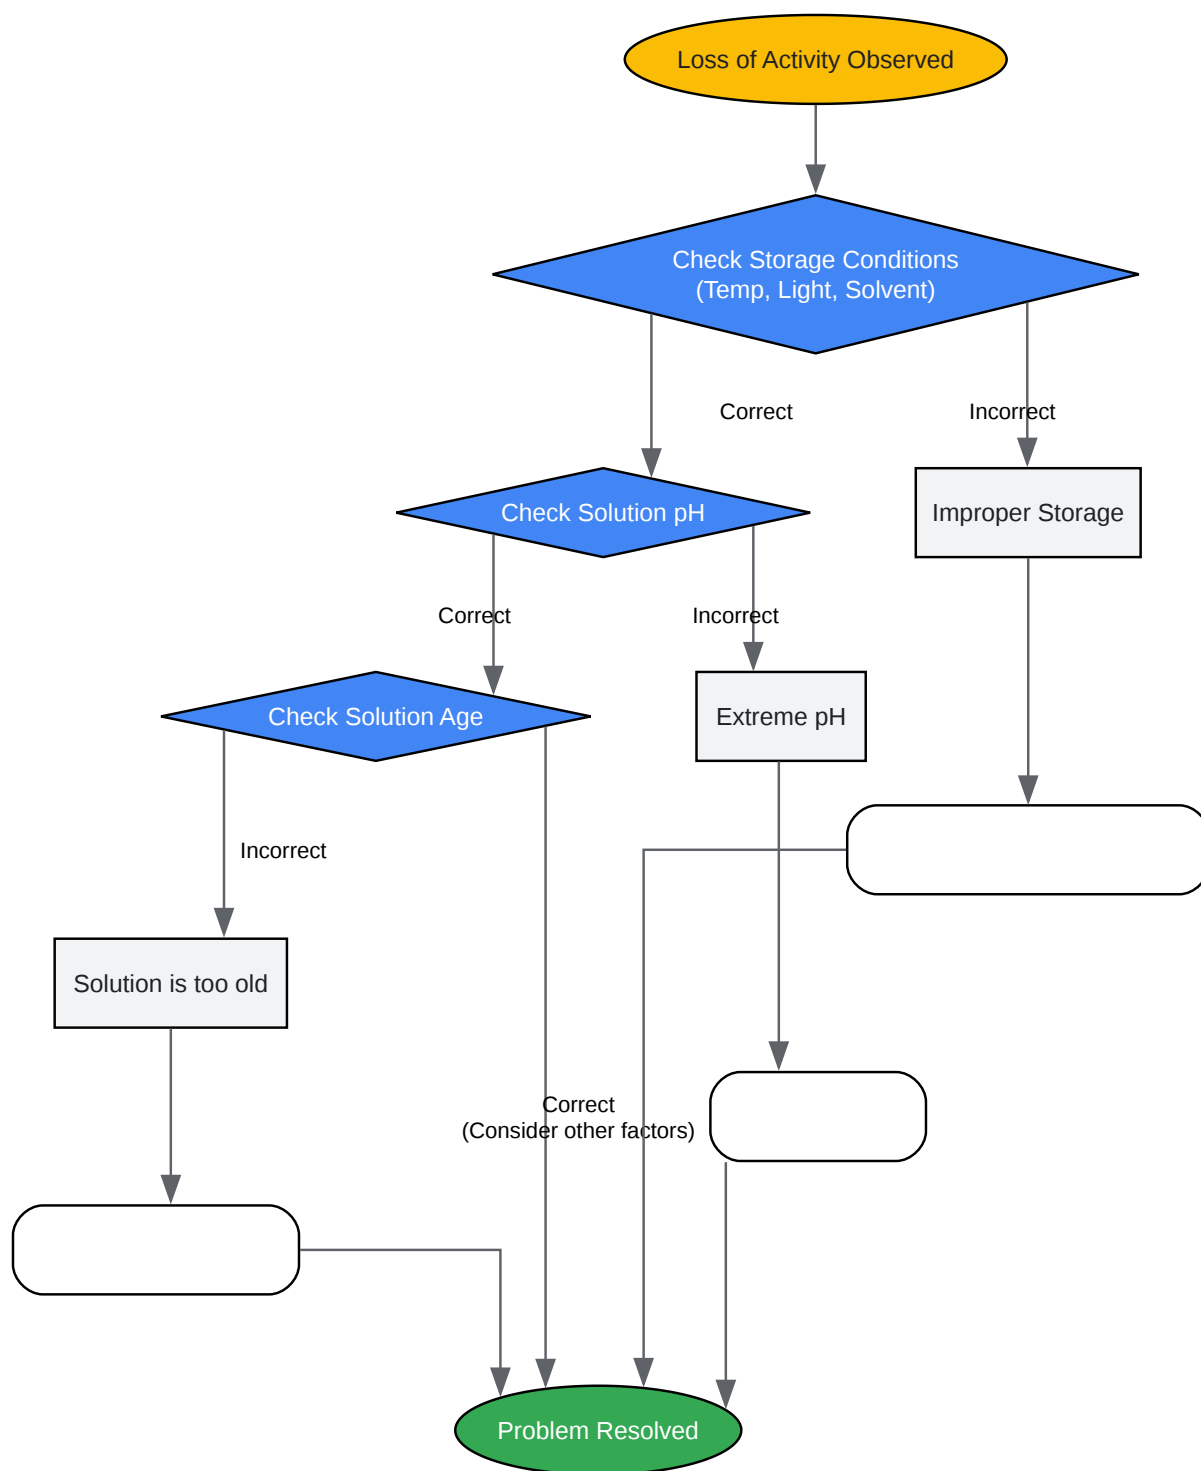 Loss of Activity Observed
Check Storage Conditions
(Temp, Light, Solvent)
Correct
Incorrect
Check Solution pH
Improper Storage
Correct
Incorrect
Check Solution Age
Extreme pH
Incorrect
Solution is too old
Correct
(Consider other factors)
Problem Resolved